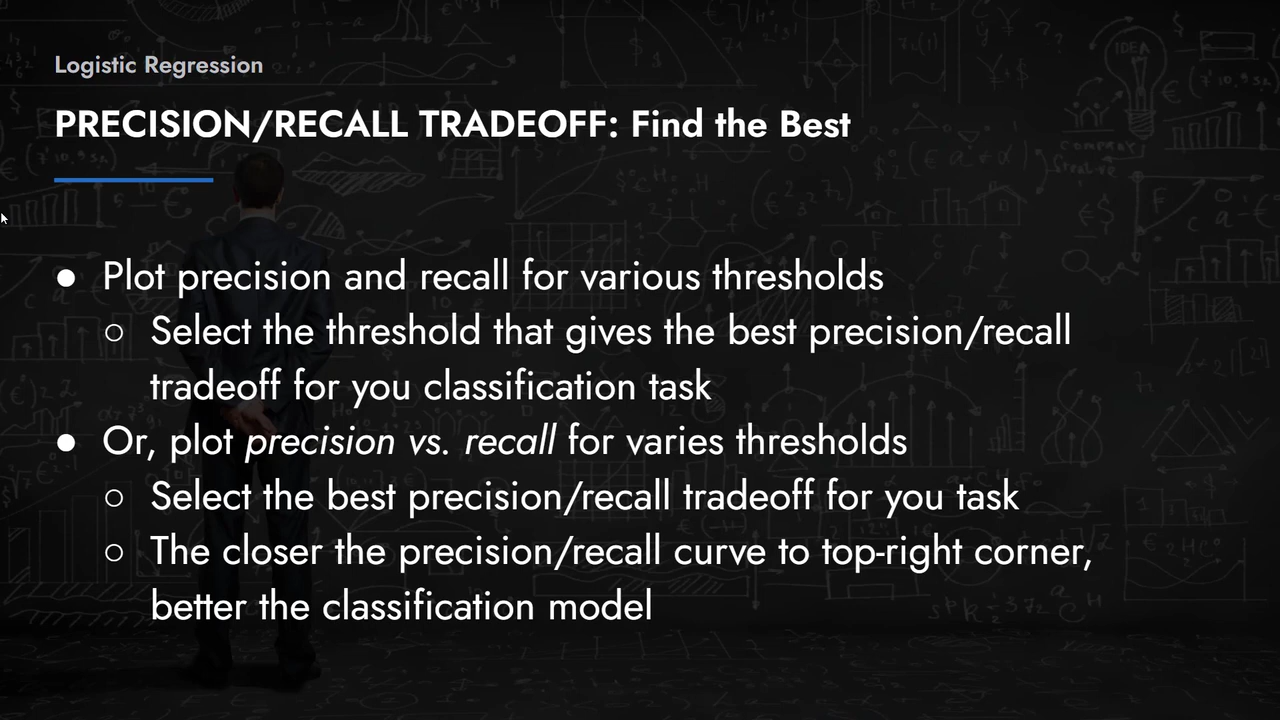 Logistic Regression
PRECISION/RECALL TRADEOFF: Find the Best
● Plot precision and recall for various thresholds
○ Select the threshold that gives the best precision/recall
tradeoff for you classification task
● Or, plot precision vs. recall for varies thresholds
○ Select the best precision/recall tradeoff for you task
○ The closer the precision/recall curve to top-right corner,
better the classification model